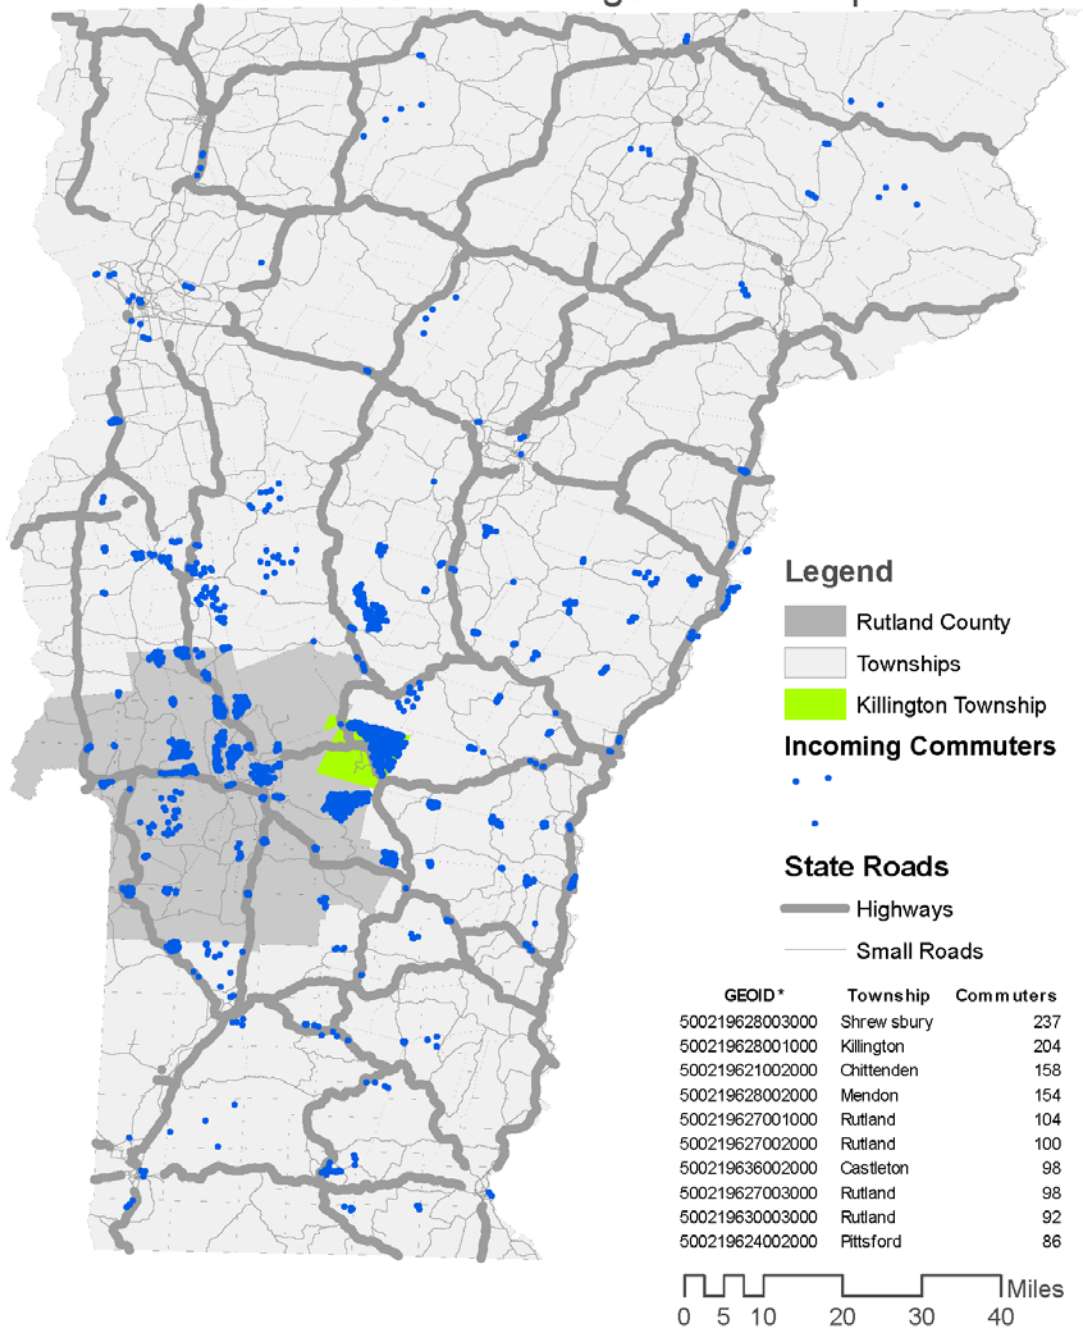 Legend
Rutland County
Townships
Killington Township
Incoming Commuters
State Roads
Highways
Small Roads
GEOID* Township Commuters
500219628003000 Shrewsbury 237
500219628001000 Killington 204
500219621002000 Chittenden 158
500219628002000 Mendon 154
500219627001000 Rutland 104
500219627002000 Rutland 100
500219636002000 Castleton 98
500219627003000 Rutland 98
500219630003000 Rutland 92
500219624002000 Pittsford 86
Miles
0 5 10 20 30 40